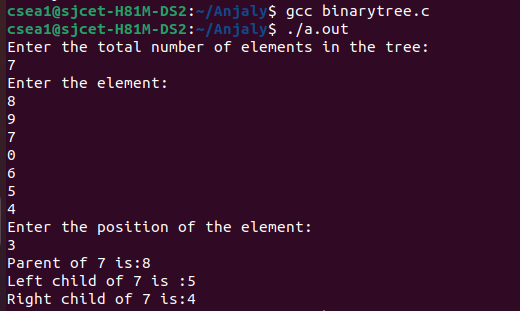 csea1@sjcet-H81M-DS2:~/Anjaly$ gcc binarytree.c
csea1@sjcet-H81M-DS2:~/Anjaly$ ./a.out
Enter the total number of elements in the tree:
7
Enter the element:
8
9
7
0
6
5
4
Enter the position of the element:
3
Parent of 7 is:8
Left child of 7 is :5
Right child of 7 is:4